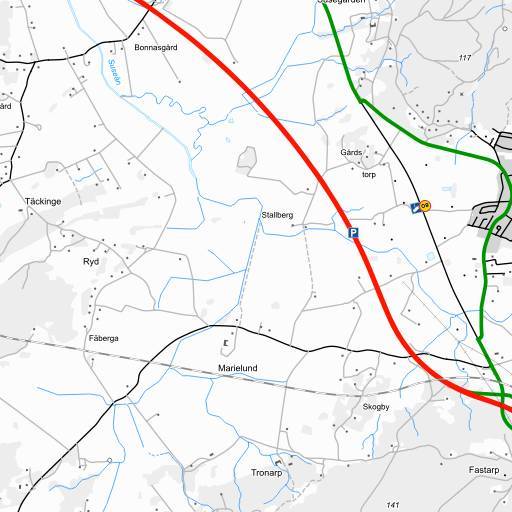 Bonnasgård
117
Suseån
Gårds
torp
Täckinge
Stallberg
P
Ryd
Fäberga
Marielund
Skogby
Tronarp
Fastarp
141